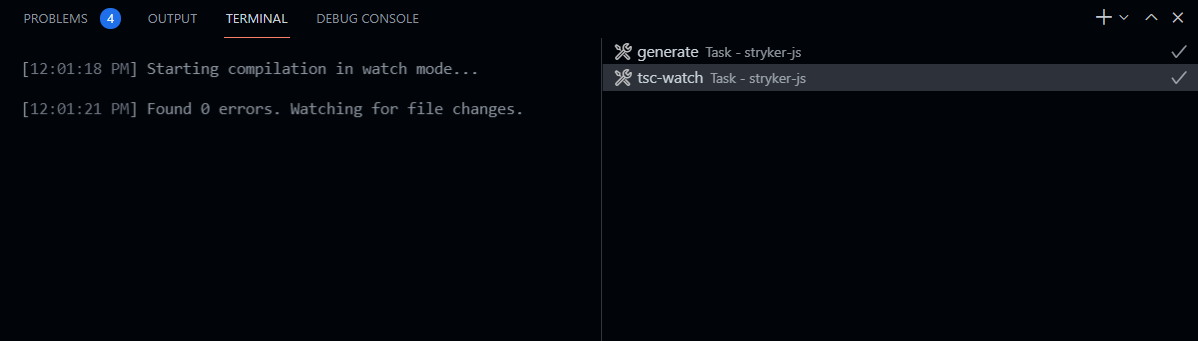 PROBLEMS 4 OUTPUT TERMINAL DEBUG CONSOLE
[12:01:18 PM] Starting compilation in watch mode...
[12:01:21 PM] Found 0 errors. Watching for file changes.
generate Task - stryker-js
tsc-watch Task - stryker-js